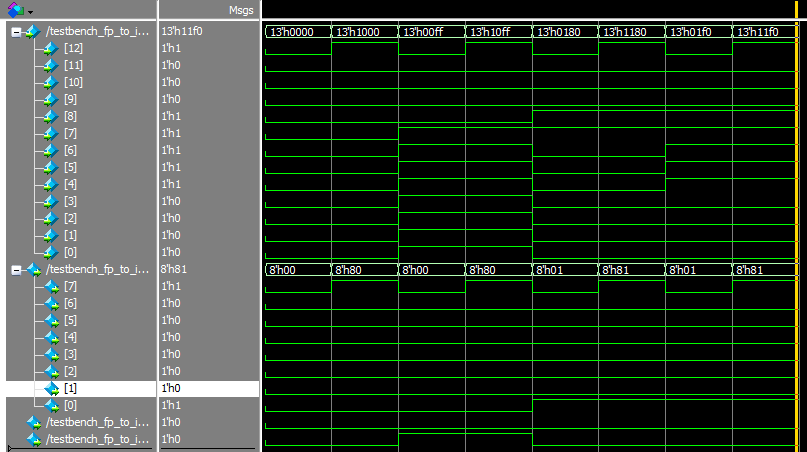 Msgs
/testbench_fp_to_i... 13'h11f0 13'h0000 13'h1000 13'h00ff 13'h10ff 13'h0180 13'h1180 13'h01f0 13'h11f0
[12] 1'h1
[11] 1'h0
[10] 1'h0
[9] 1'h0
[8] 1'h1
[7] 1'h1
[6] 1'h1
[5] 1'h1
[4] 1'h1
[3] 1'h0
[2] 1'h0
[1] 1'h0
[0] 1'h0
/testbench_fp_to_i... 8'h81 8'h00 8'h80 8'h00 8'h80 8'h01 8'h81 8'h01 8'h81
[7] 1'h1
[6] 1'h0
[5] 1'h0
[4] 1'h0
[3] 1'h0
[2] 1'h0
[1] 1'h0
[0] 1'h1
/testbench_fp_to_i... 1'h0
/testbench_fp_to_i... 1'h0